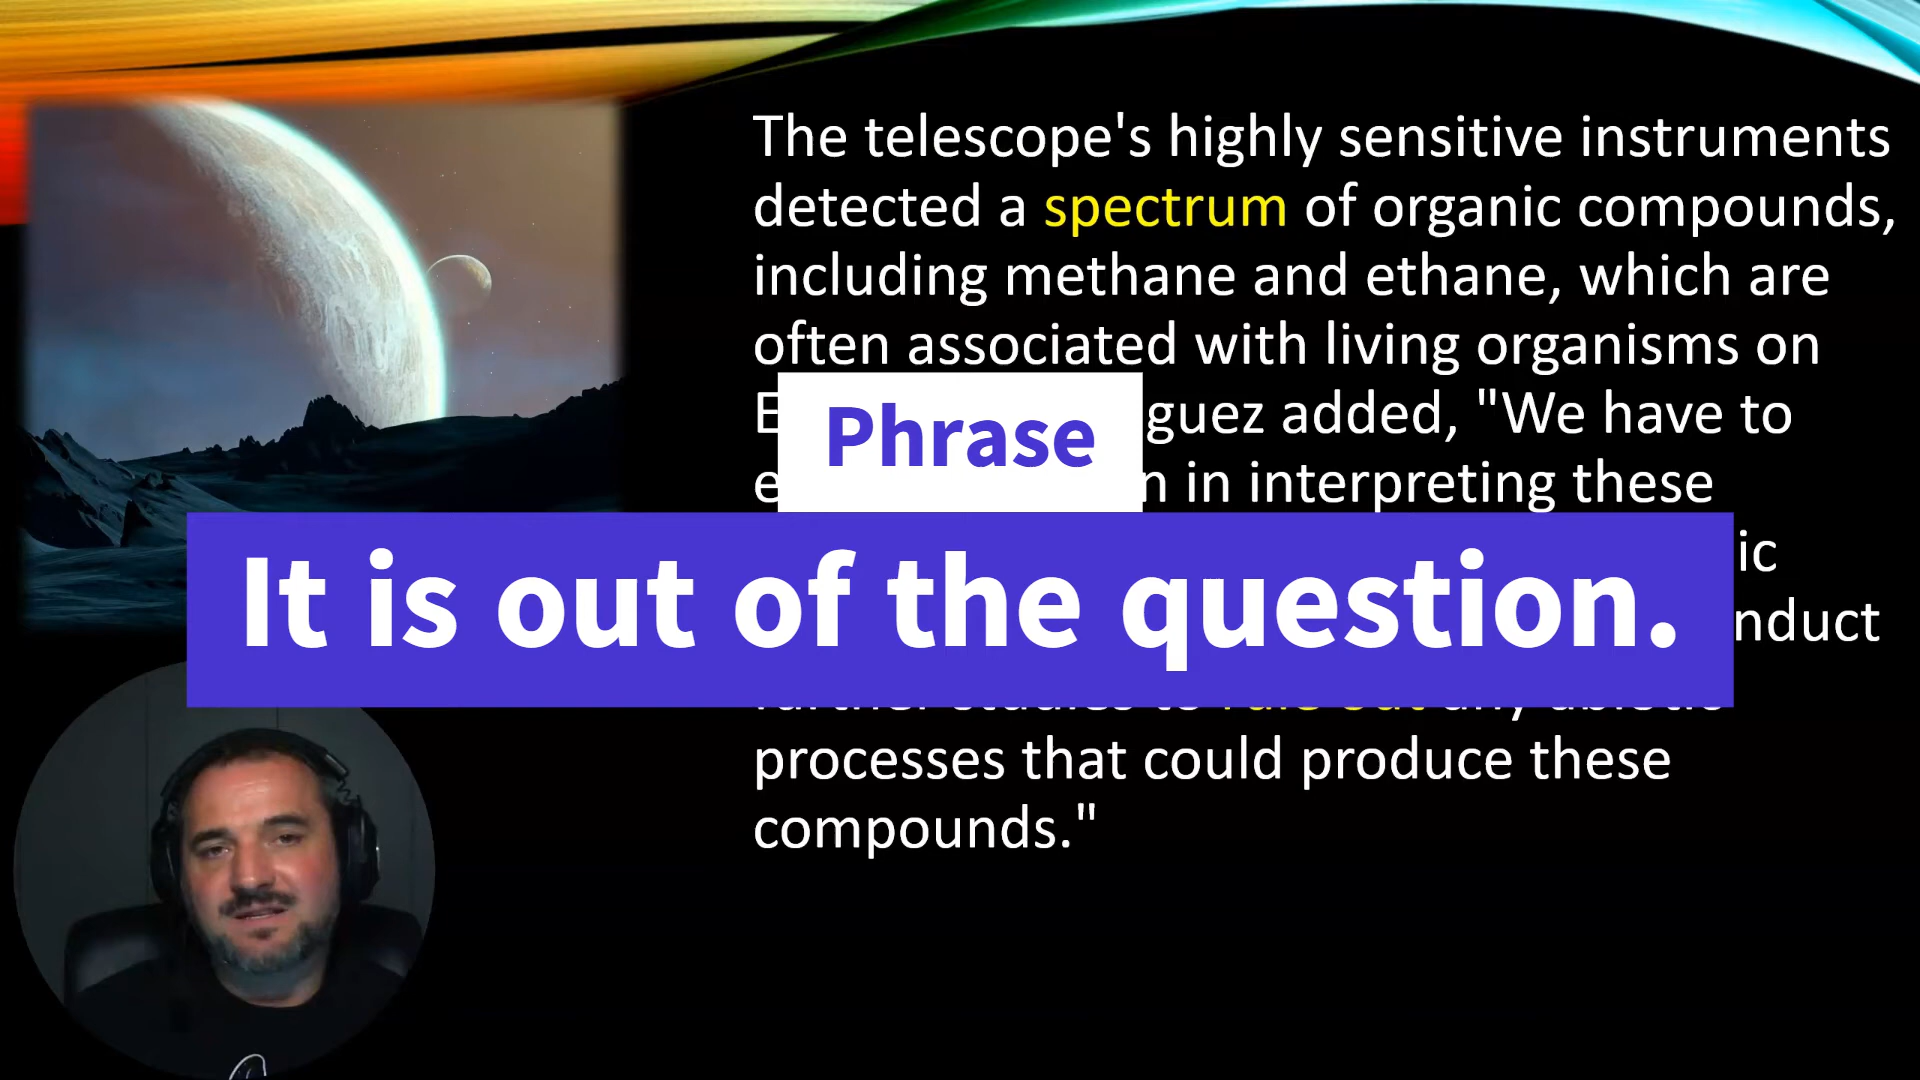 The telescope's highly sensitive instruments
detected a spectrum of organic compounds,
including methane and ethane, which are
often associated with living organisms on
guez added, "We have to
in interpreting these
Phrase
It is out of the question.
processes that could produce these
compounds."